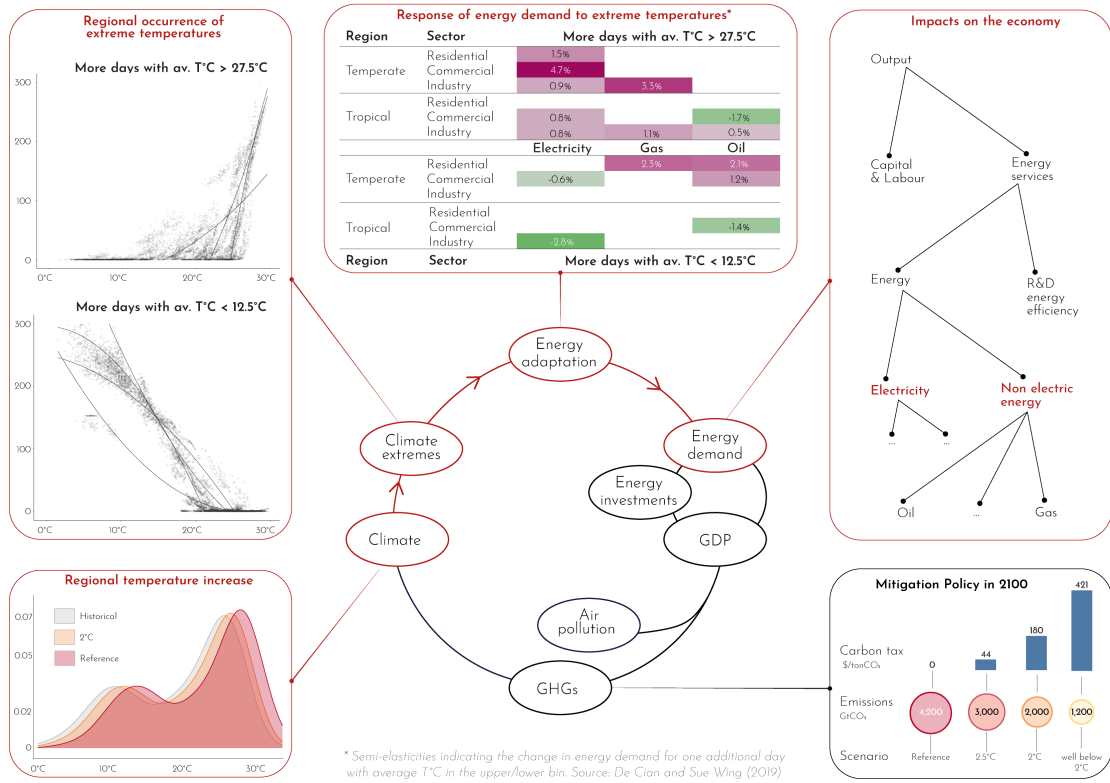 Regional occurrence of
extreme temperatures
More days with av. T°C > 27.5°C
300
200
100
0
0°C 10°C 20°C 30°C
More days with av. T°C < 12.5°C
300
200
100
0
0°C 10°C 20°C 30°C
Regional temperature increase
0.07
0.05
0.02
0
Historical
2°C
Reference
0°C 10°C 20°C 30°C
Response of energy demand to extreme temperatures*
Region Sector More days with av. T°C > 27.5°C
Residential 1.5%
Temperate Commercial 4.7%
Industry 0.9% 3.3%
Residential
Tropical Commercial 0.8% -1.7%
Industry 0.8% 1.1% 0.5%
Electricity Gas Oil
Residential 2.3% 2.1%
Temperate Commercial -0.6% 1.2%
Industry
Residential
Tropical Commercial -1.4%
Industry -2.8%
Region Sector More days with av. T°C < 12.5°C
Energy
adaptation
Climate
extremes
Energy
demand
Energy
investments
Climate
GDP
Air
pollution
GHGs
* Semi-elasticities indicating the change in energy demand for one additional day
with average T°C in the upper/lower bin. Source: De Cian and Sue Wing (2019)
Impacts on the economy
Output
Capital
& Labour
Energy
services
Energy
R&D
energy
efficiency
Electricity
Non electric
energy
... ...
Oil ... Gas
Mitigation Policy in 2100
Carbon tax
$/tonCO₂
0 44 180 421
Emissions
GtCO₂
4,200 3,000 2,000 1,200
Scenario Reference 2.5°C 2°C well below
2°C